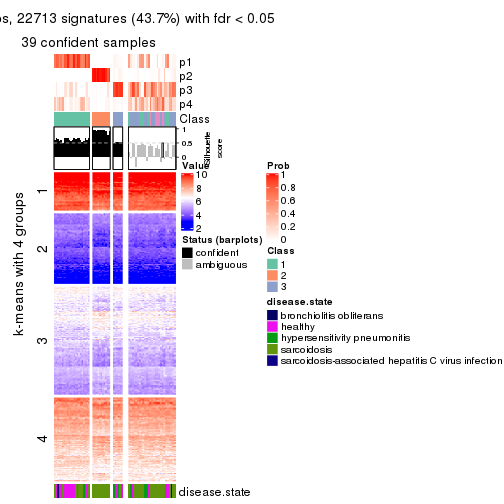 s, 22713 signatures (43.7%) with fdr < 0.05
39 confident samples
p1
p2
p3
p4
Class
1
0.5
0
Silhouette
score
Value
10
8
6
4
2
Status (barplots)
confident
ambiguous
Prob
1
0.8
0.6
0.4
0.2
0
Class
1
2
3
disease.state
bronchiolitis obliterans
healthy
hypersensitivity pneumonitis
sarcoidosis
sarcoidosis-associated hepatitis C virus infection
k-means with 4 groups
1
2
3
4
disease.state